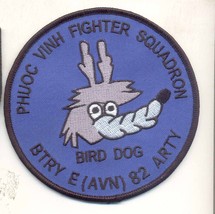 PHUOC VINH FIGHTER SQUADRON
BIRD DOG
BTRY E (AVN) 82 ARTY